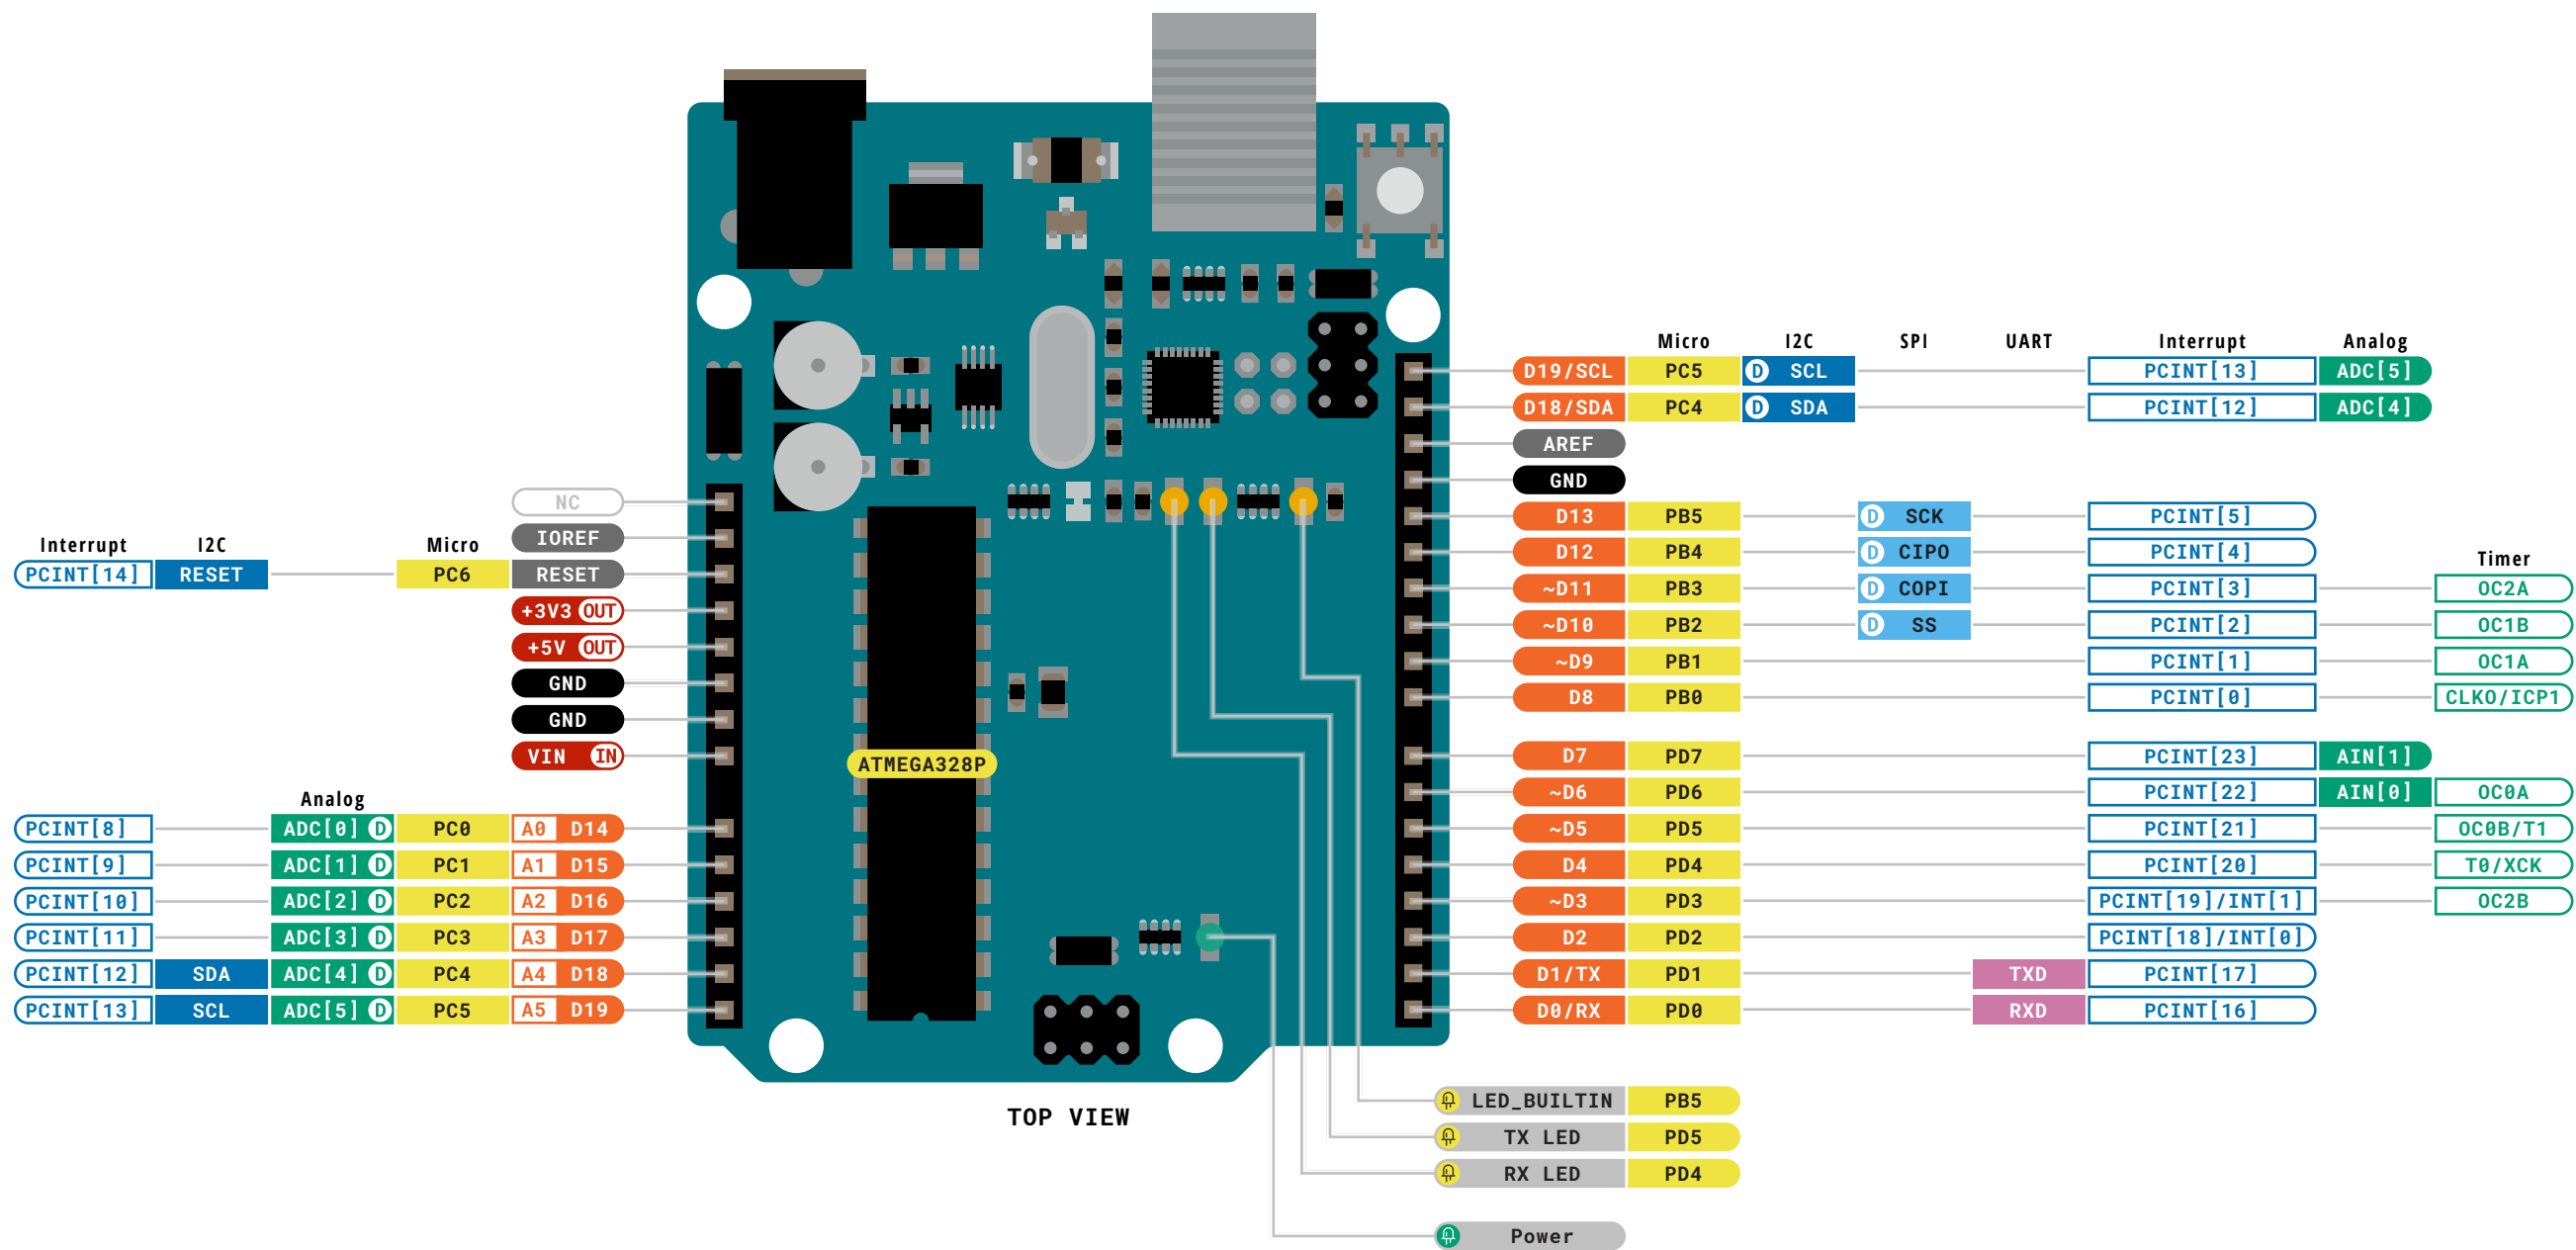 Micro I2C SPI UART Interrupt Analog
D19/SCL PC5 D SCL PCINT[13] ADC[5]
D18/SDA PC4 D SDA PCINT[12] ADC[4]
AREF
GND
D13 PB5 D SCK PCINT[5]
D12 PB4 D CIPO PCINT[4]
Timer
~D11 PB3 D COPI PCINT[3] OC2A
~D10 PB2 D SS PCINT[2] OC1B
~D9 PB1 PCINT[1] OC1A
D8 PB0 PCINT[0] CLKO/ICP1
D7 PD7 PCINT[23] AIN[1]
~D6 PD6 PCINT[22] AIN[0] OC0A
~D5 PD5 PCINT[21] OC0B/T1
D4 PD4 PCINT[20] T0/XCK
~D3 PD3 PCINT[19]/INT[1] OC2B
D2 PD2 PCINT[18]/INT[0]
D1/TX PD1 TXD PCINT[17]
D0/RX PD0 RXD PCINT[16]
NC
IOREF
Interrupt I2C Micro
PCINT[14] RESET PC6 RESET
+3V3 OUT
+5V OUT
GND
GND
VIN IN
Analog
PCINT[8] ADC[0] D PC0 A0 D14
PCINT[9] ADC[1] D PC1 A1 D15
PCINT[10] ADC[2] D PC2 A2 D16
PCINT[11] ADC[3] D PC3 A3 D17
PCINT[12] SDA ADC[4] D PC4 A4 D18
PCINT[13] SCL ADC[5] D PC5 A5 D19
ATMEGA328P
TOP VIEW
LED_BUILTIN PB5
TX LED PD5
RX LED PD4
Power